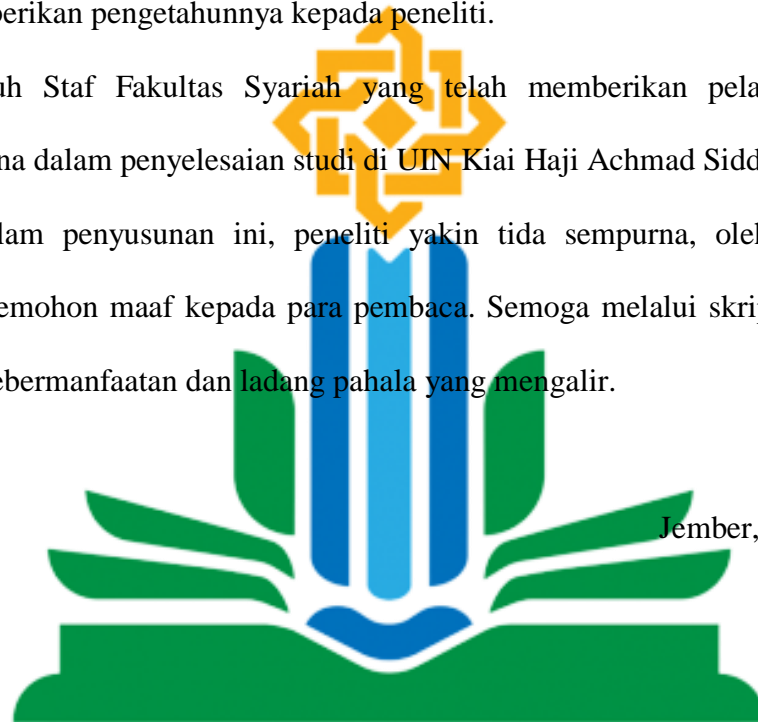 berikan pengetahunnya kepada peneliti.
uh Staf Fakultas Syariah yang telah memberikan pela
na dalam penyelesaian studi di UIN Kiai Haji Achmad Sidd
lam penyusunan ini, peneliti yakin tida sempurna, oleh
emohon maaf kepada para pembaca. Semoga melalui skrip
ebermanfaatan dan ladang pahala yang mengalir.
Jember,